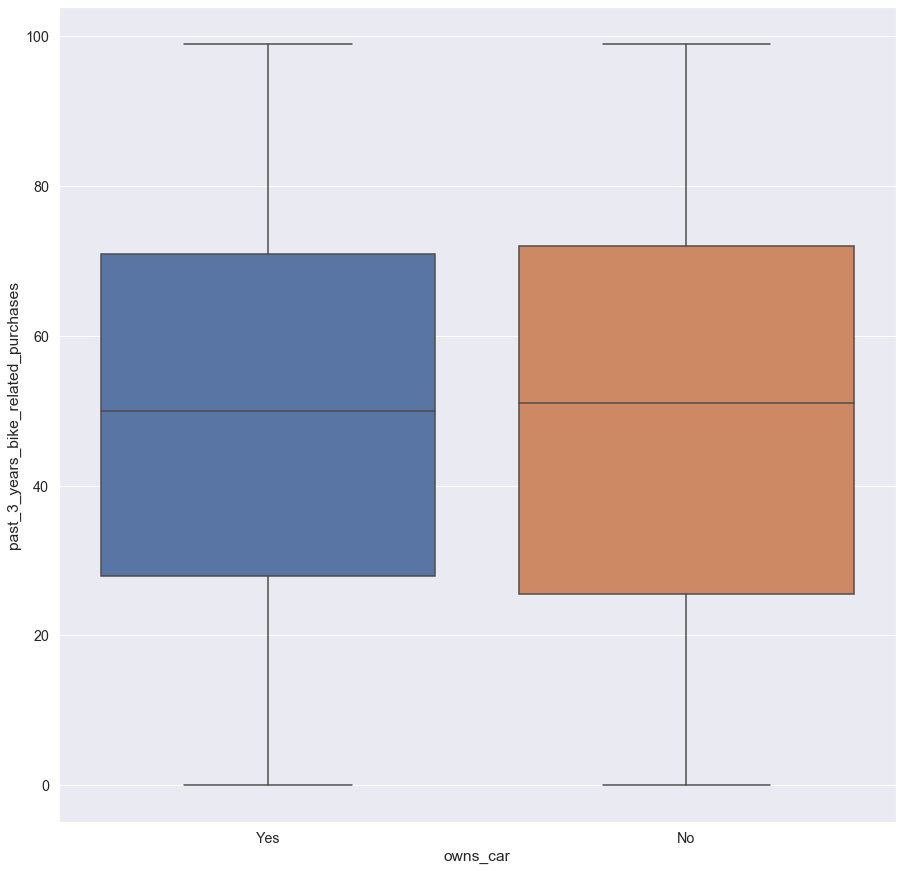 past_3_years_bike_related_purchases
100
80
60
40
20
0
Yes
No
owns_car